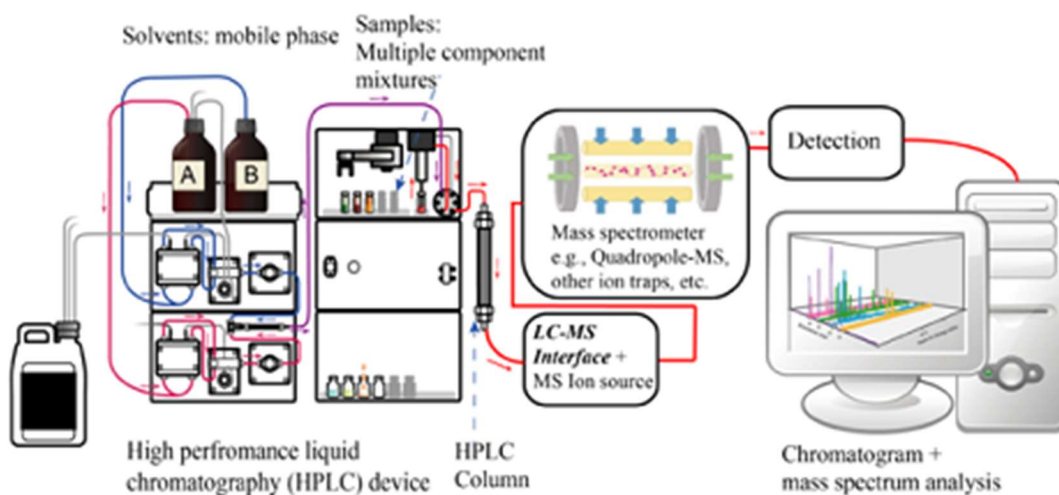 Solvents: mobile phase
Samples:
Multiple component
mixtures
A
B
Mass spectrometer
e.g., Quadropole-MS,
other ion traps, etc.
Detection
LC-MS
Interface +
MS Ion source
High perfromance liquid
chromatography (HPLC) device
HPLC
Column
Chromatogram +
mass spectrum analysis